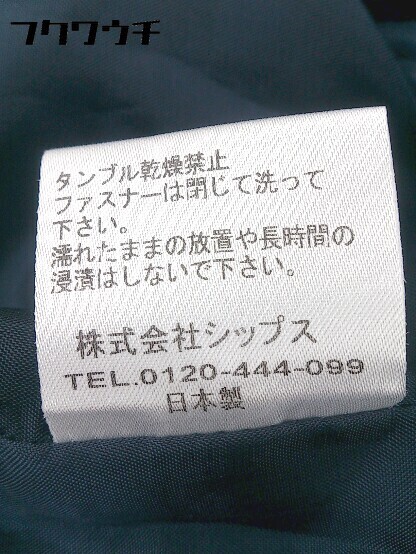 フクワウチ
タンブル乾燥禁止
ファスナーは閉じて洗って
下さい。
濡れたままの放置や長時間の
浸漬はしないで下さい。
株式会社シップス
TEL.0120-444-099
日本製